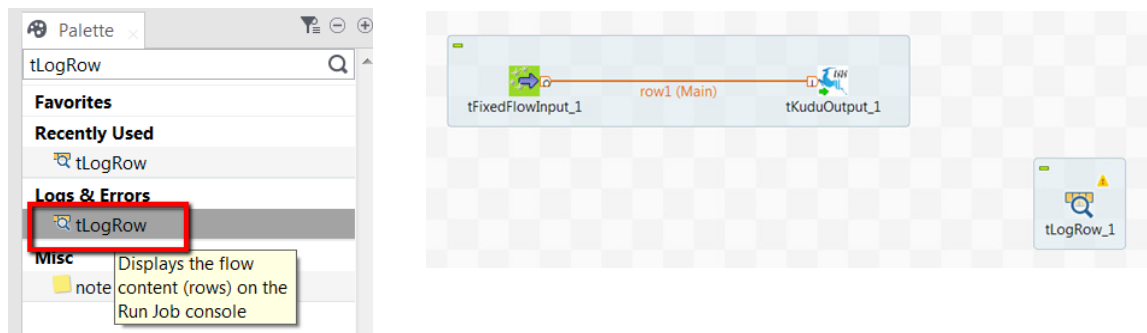 Palette
tLogRow
Favorites
Recently Used
tLogRow
Logs & Errors
tLogRow
Misc
note
Displays the flow
content (rows) on the
Run Job console
row1 (Main)
tFixedFlowInput_1
tKuduOutput_1
tLogRow_1